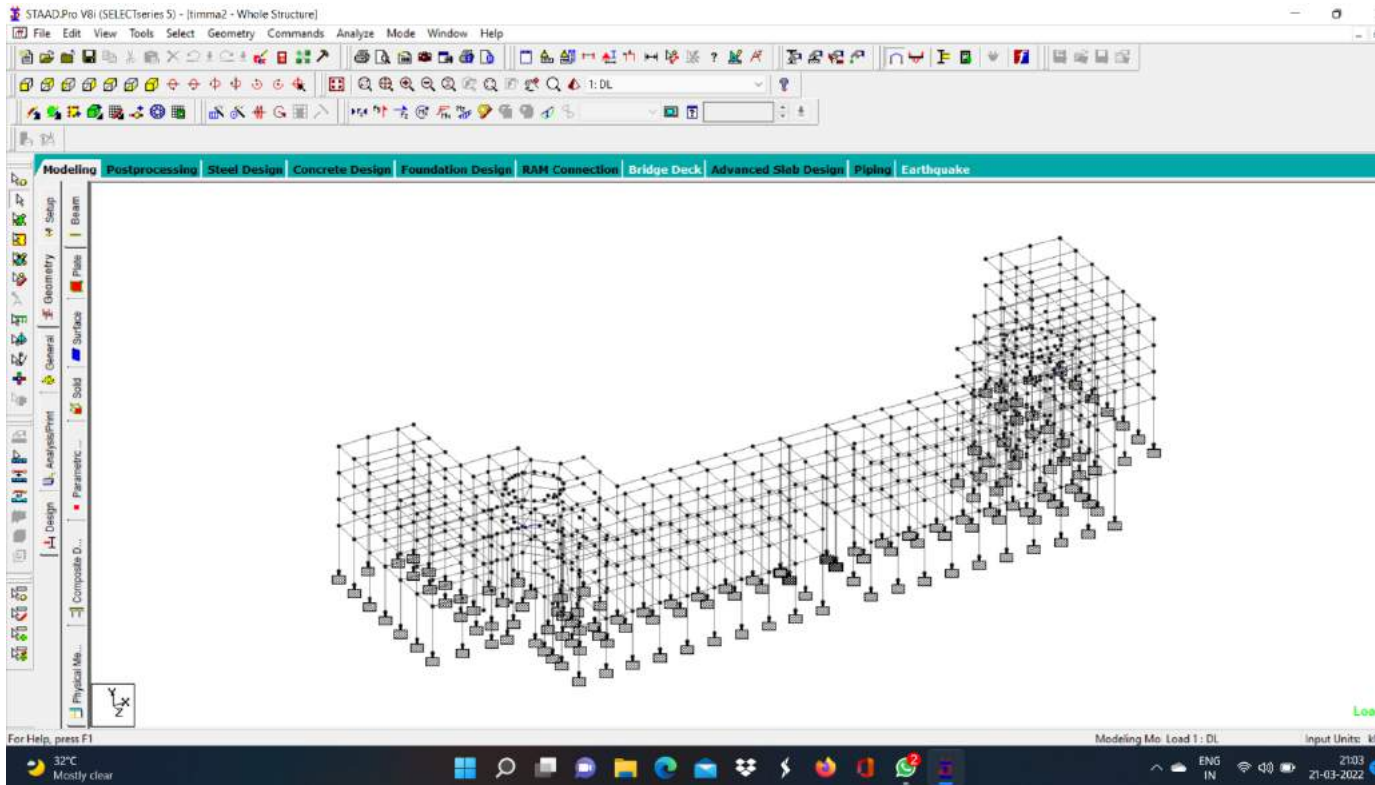 STAAD.Pro V8i (SELECTseries 5) - [timma2 - Whole Structure]
File Edit View Tools Select Geometry Commands Analyze Mode Window Help
1: DL
Modeling Postprocessing Steel Design Concrete Design Foundation Design RAM Connection Bridge Deck Advanced Slab Design Piping Earthquake
Setup
Geometry
General
Analysis/Print
Design
Beam
Plate
Surface
Solid
Parametric ...
Composite D...
Physical Me...
Y
X
Z
Loa
For Help, press F1
Modeling Mo Load 1 : DL
Input Units:
32°C
Mostly clear
2
ENG
IN
21:03
21-03-2022